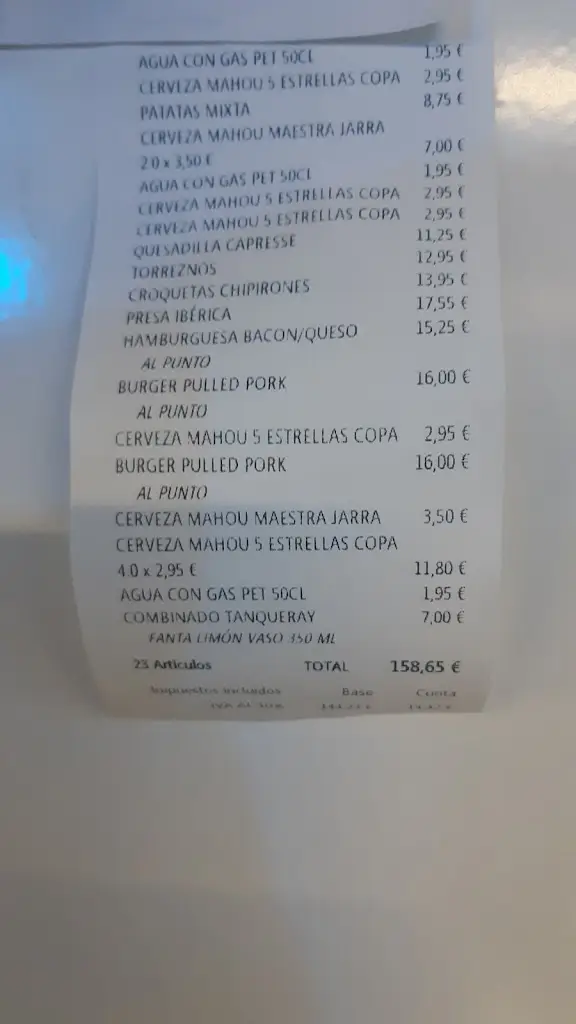 AGUA CON GAS PET 50CL 1,95 €
CERVEZA MAHOU 5 ESTRELLAS COPA 2,95 €
PATATAS MIXTA 8,75 €
CERVEZA MAHOU MAESTRA JARRA
2.0 x 3,50 € 7,00 €
AGUA CON GAS PET 50CL 1,95 €
CERVEZA MAHOU 5 ESTRELLAS COPA 2,95 €
CERVEZA MAHOU 5 ESTRELLAS COPA 2,95 €
QUESADILLA CAPRESSE 11,25 €
TORREZNOS 12,95 €
CROQUETAS CHIPIRONES 13,95 €
PRESA IBÉRICA 17,55 €
HAMBURGUESA BACON/QUESO 15,25 €
AL PUNTO
BURGER PULLED PORK 16,00 €
AL PUNTO
CERVEZA MAHOU 5 ESTRELLAS COPA 2,95 €
BURGER PULLED PORK 16,00 €
AL PUNTO
CERVEZA MAHOU MAESTRA JARRA 3,50 €
CERVEZA MAHOU 5 ESTRELLAS COPA
4.0 x 2,95 € 11,80 €
AGUA CON GAS PET 50CL 1,95 €
COMBINADO TANQUERAY 7,00 €
FANTA LIMÓN VASO 350 ML
23 Artículos TOTAL 158,65 €
Impuestos incluidos Base Cuota
IVA AL 10%